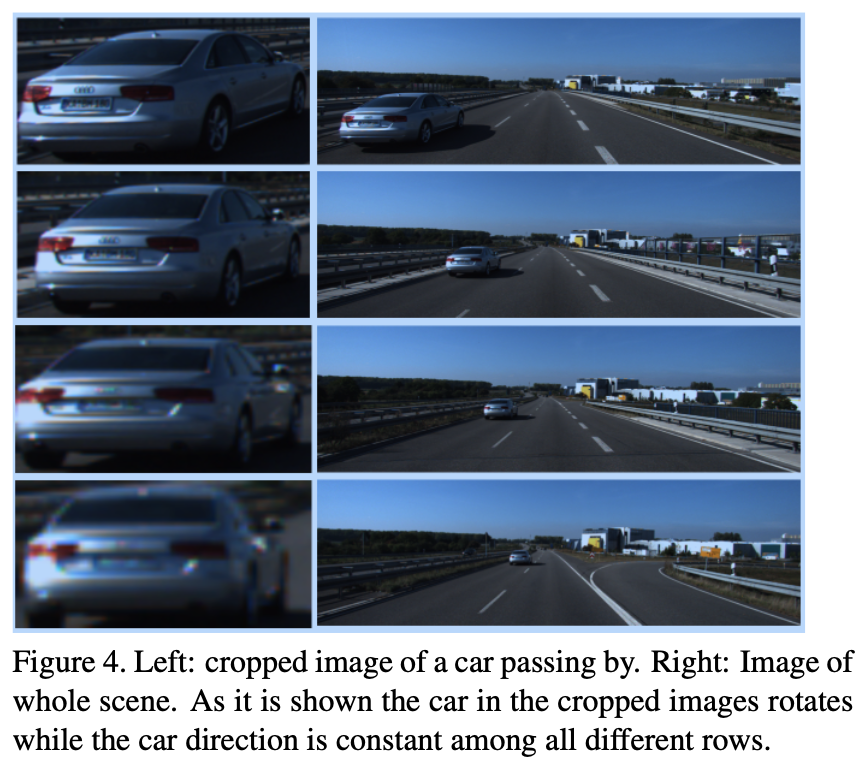 Figure 4. Left: cropped image of a car passing by. Right: Image of
whole scene. As it is shown the car in the cropped images rotates
while the car direction is constant among all different rows.